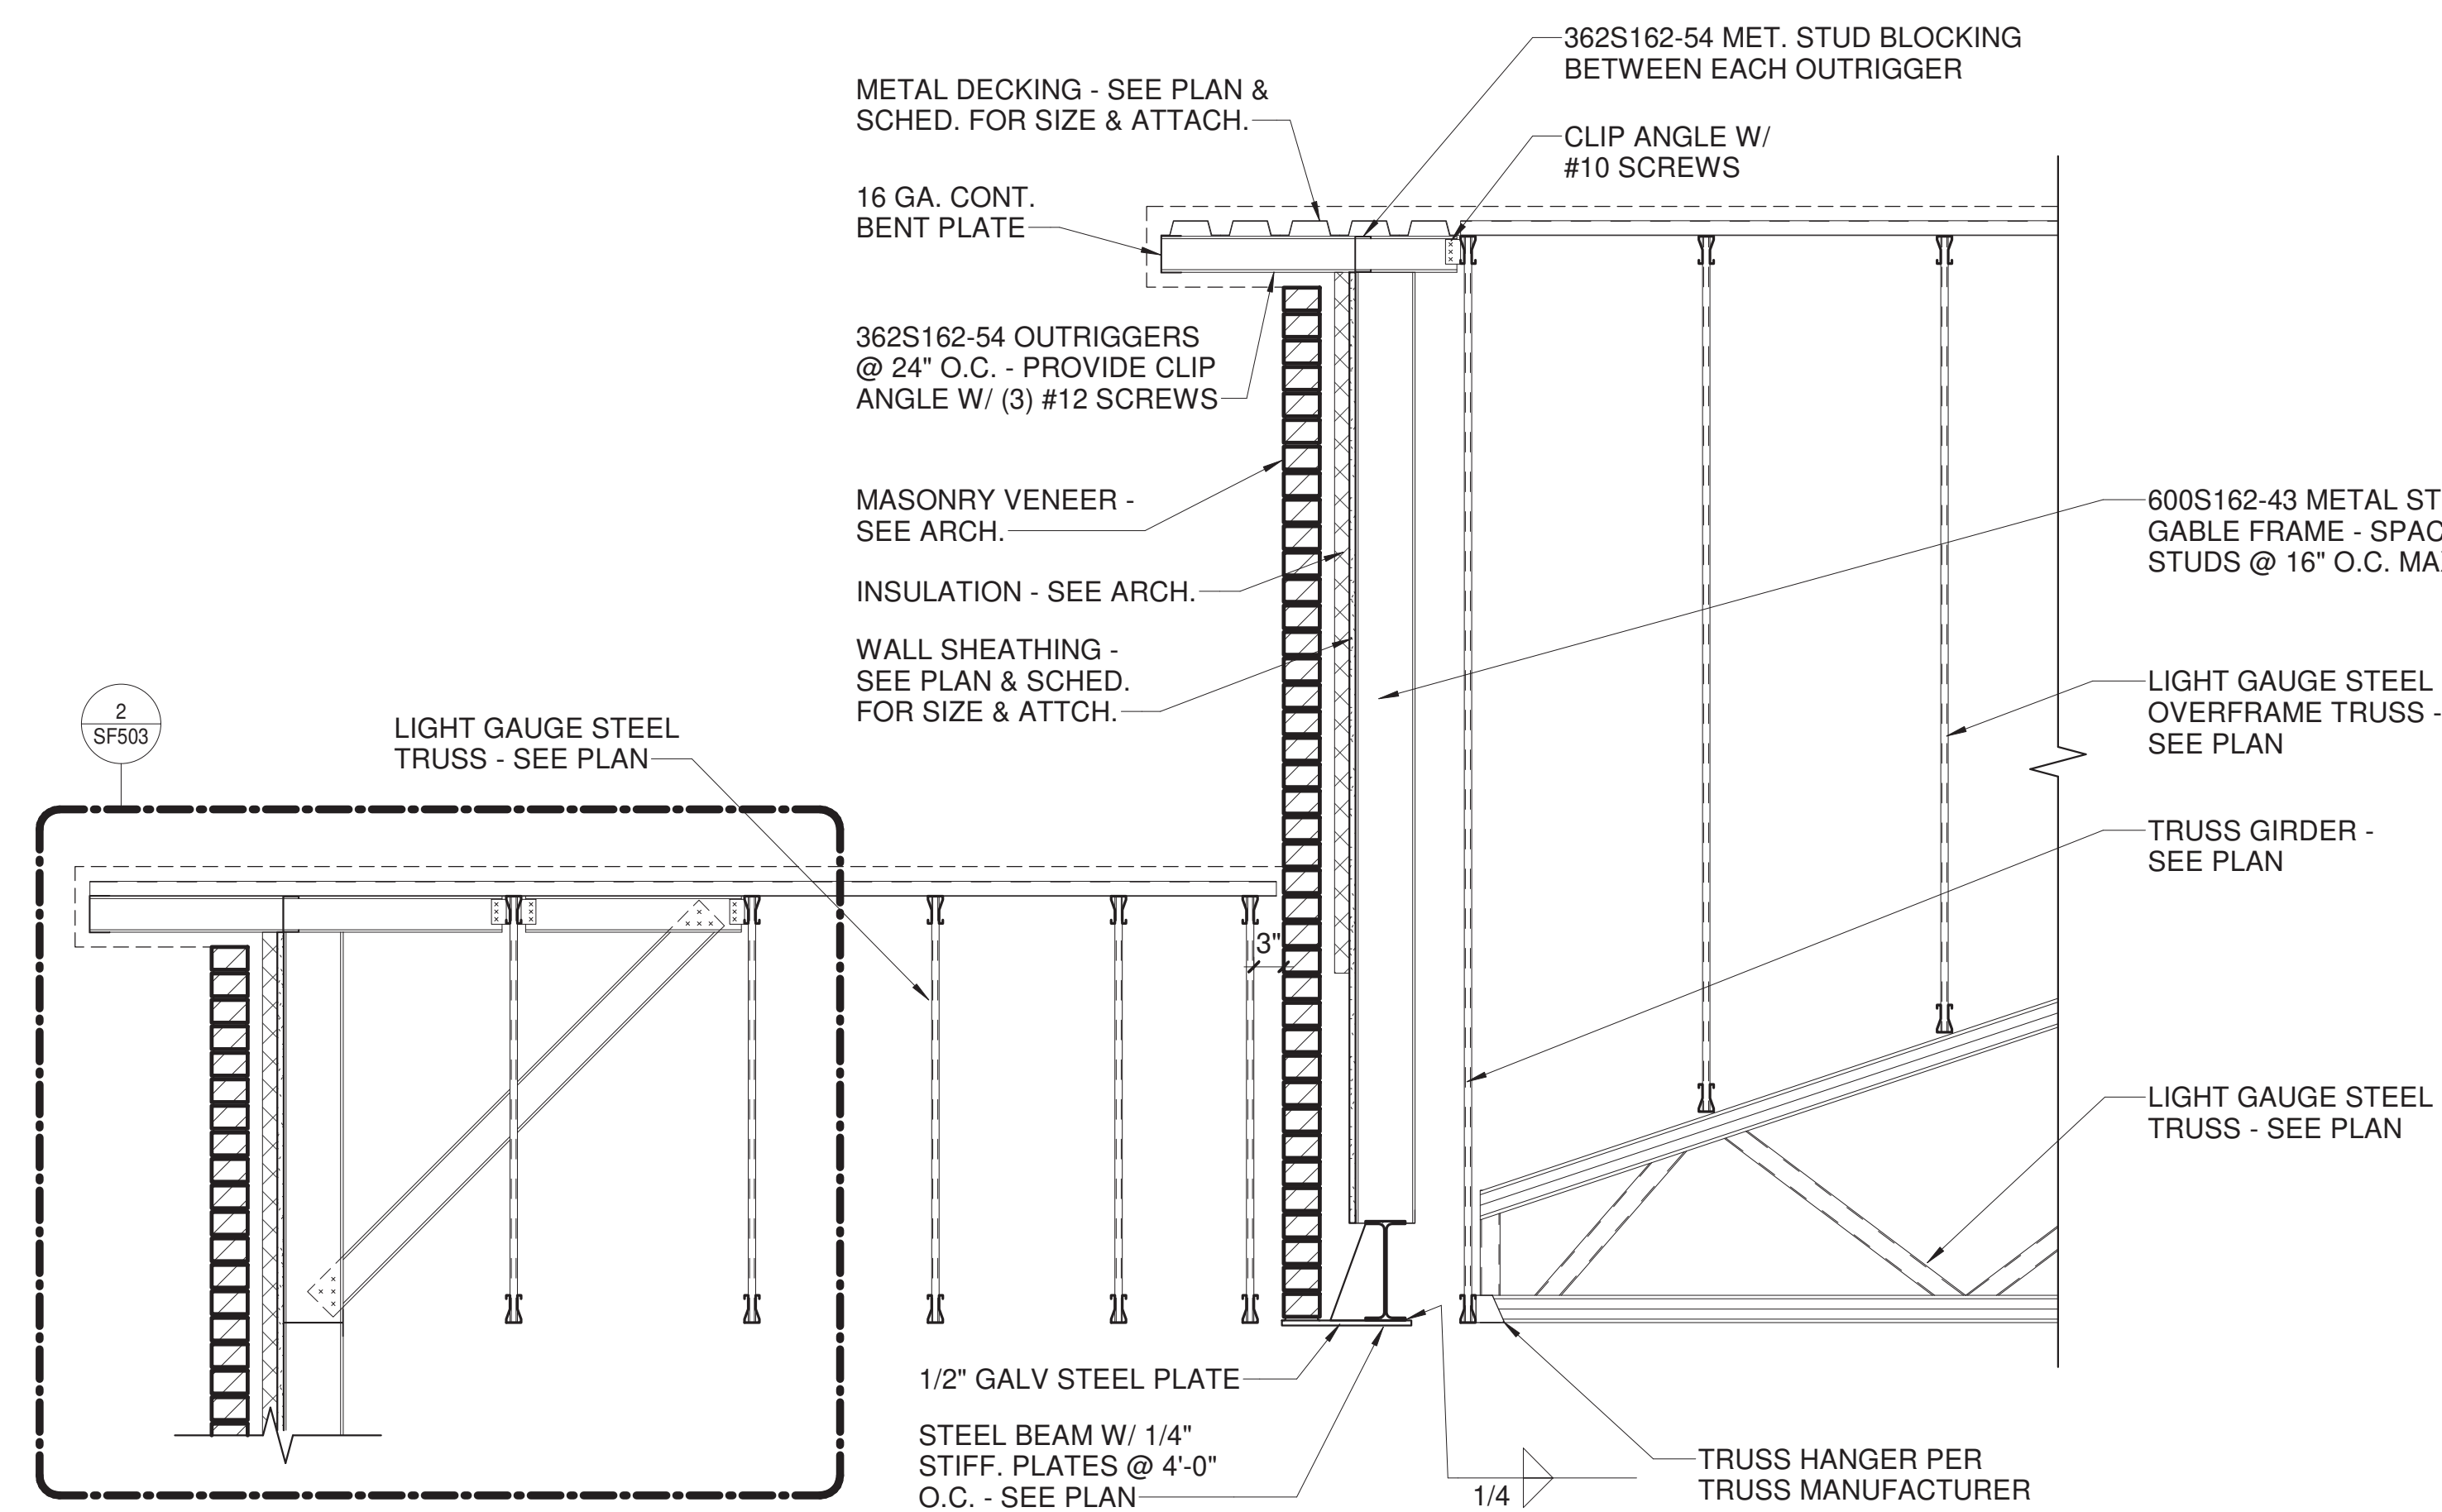 362S162-54 MET. STUD BLOCKING
BETWEEN EACH OUTRIGGER
METAL DECKING - SEE PLAN &
SCHED. FOR SIZE & ATTACH.
CLIP ANGLE W/
#10 SCREWS
16 GA. CONT.
BENT PLATE
362S162-54 OUTRIGGERS
@ 24" O.C. - PROVIDE CLIP
ANGLE W/ (3) #12 SCREWS
MASONRY VENEER -
SEE ARCH.
600S162-43 METAL
GABLE FRAME -
STUDS @ 16" O.C.
INSULATION - SEE ARCH.
WALL SHEATHING -
SEE PLAN & SCHED.
FOR SIZE & ATTCH.
LIGHT GAUGE STEEL
OVERFRAME TRUSS -
SEE PLAN
2
SF503
LIGHT GAUGE STEEL
TRUSS - SEE PLAN
TRUSS GIRDER -
SEE PLAN
3"
LIGHT GAUGE STEEL
TRUSS - SEE PLAN
1/2" GALV STEEL PLATE
STEEL BEAM W/ 1/4"
STIFF. PLATES @ 4'-0"
O.C. - SEE PLAN
1/4
TRUSS HANGER PER
TRUSS MANUFACTURER